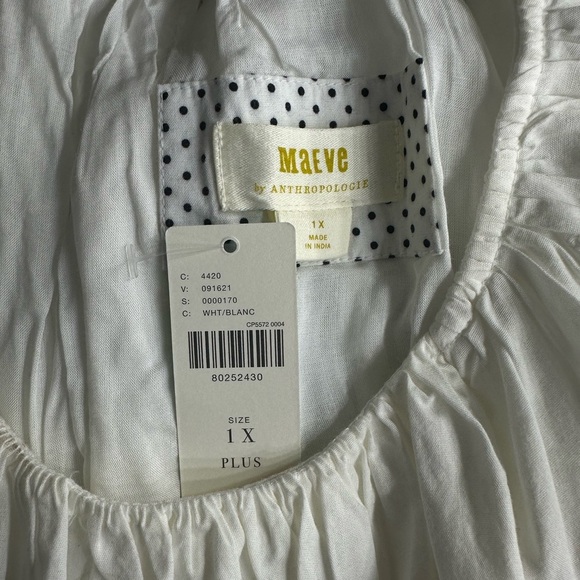 MaEve
by ANTHROPOLOGIE
1X
MADE
IN INDIA
C: 4420
V: 091621
S: 0000170
C: WHT/BLANC
CP5572 0004
80252430
SIZE
1 X
PLUS